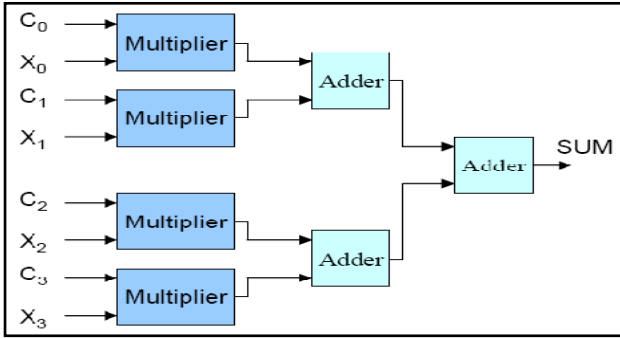 C0
Multiplier
X0
Adder
C1
Multiplier
X1
SUM
Adder
C2
Multiplier
X2
Adder
C3
Multiplier
X3